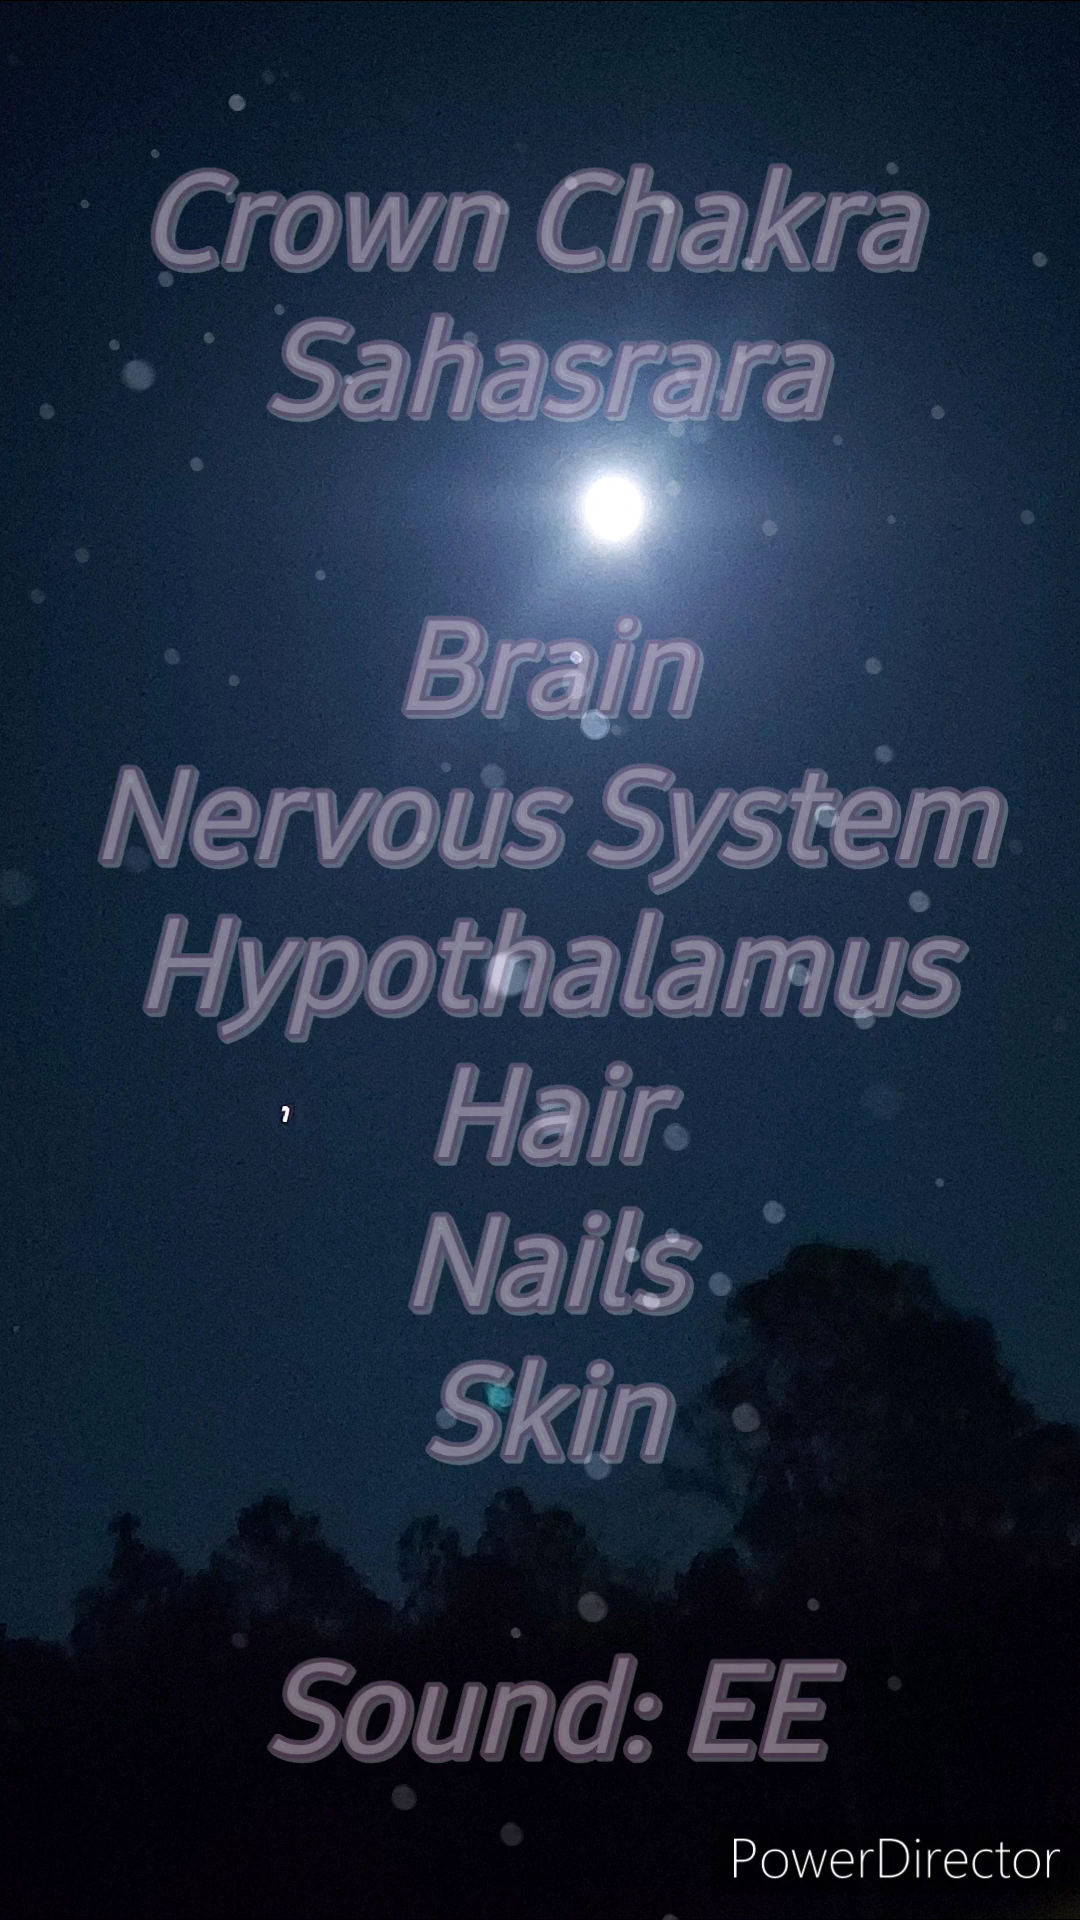 Crown Chakra
Sahasrara
Brain
Nervous System
Hypothalamus
Hair
Nails
Skin
Sound: EE
PowerDirector